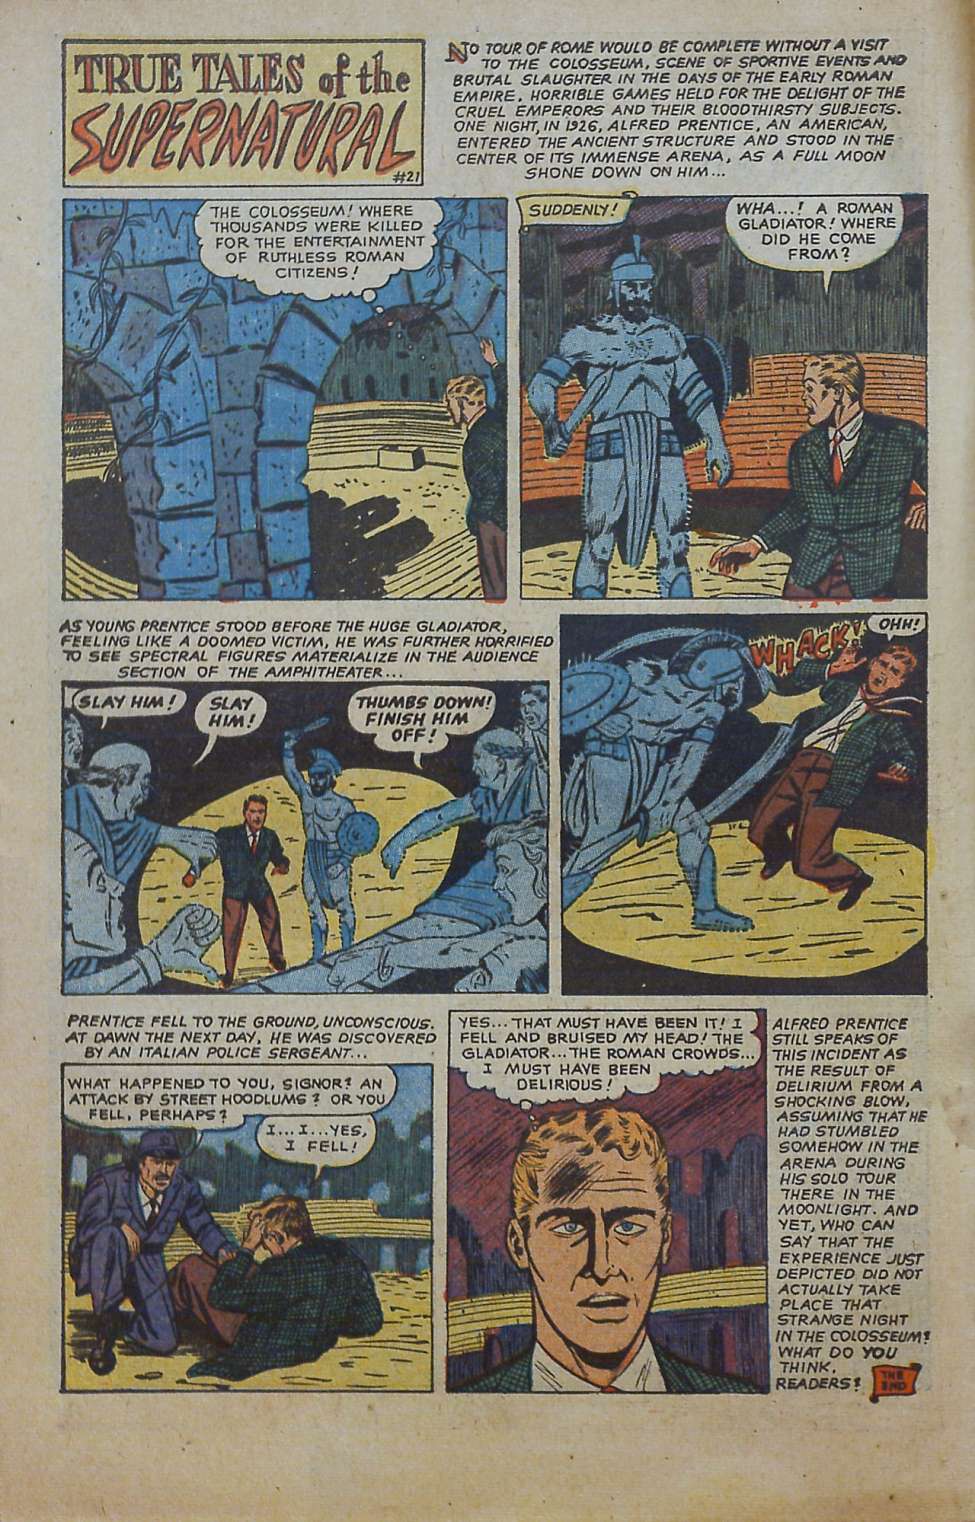 TRUE TALES of the
SUPERNATURAL
#21
NO TOUR OF ROME WOULD BE COMPLETE WITHOUT A VISIT
TO THE COLOSSEUM, SCENE OF SPORTIVE EVENTS AND
BRUTAL SLAUGHTER IN THE DAYS OF THE EARLY ROMAN
EMPIRE. HORRIBLE GAMES HELD FOR THE DELIGHT OF THE
CRUEL EMPERORS AND THEIR BLOODTHIRSTY SUBJECTS.
ONE NIGHT, IN 1926, ALFRED PRENTICE, AN AMERICAN,
ENTERED THE ANCIENT STRUCTURE AND STOOD IN THE
CENTER OF ITS IMMENSE ARENA, AS A FULL MOON
SHONE DOWN ON HIM...
THE COLOSSEUM! WHERE
THOUSANDS WERE KILLED
FOR THE ENTERTAINMENT
OF RUTHLESS ROMAN
CITIZENS!
SUDDENLY!
WHA...! A ROMAN
GLADIATOR! WHERE
DID HE COME
FROM?
AS YOUNG PRENTICE STOOD BEFORE THE HUGE GLADIATOR,
FEELING LIKE A DOOMED VICTIM, HE WAS FURTHER HORRIFIED
TO SEE SPECTRAL FIGURES MATERIALIZE IN THE AUDIENCE
SECTION OF THE AMPHITHEATER...
SLAY HIM!
SLAY
HIM!
THUMBS DOWN!
FINISH HIM
OFF!
WHACK!
OHH!
PRENTICE FELL TO THE GROUND, UNCONSCIOUS.
AT DAWN THE NEXT DAY, HE WAS DISCOVERED
BY AN ITALIAN POLICE SERGEANT...
WHAT HAPPENED TO YOU, SIGNOR? AN
ATTACK BY STREET HOODLUMS? OR YOU
FELL, PERHAPS?
I...I...YES,
I FELL!
YES... THAT MUST HAVE BEEN IT! I
FELL AND BRUISED MY HEAD! THE
GLADIATOR...THE ROMAN CROWDS...
I MUST HAVE BEEN
DELIRIOUS!
ALFRED PRENTICE
STILL SPEAKS OF
THIS INCIDENT AS
THE RESULT OF
DELIRIUM FROM A
SHOCKING BLOW,
ASSUMING THAT HE
HAD STUMBLED
SOMEHOW IN THE
ARENA DURING
HIS SOLO TOUR
THERE IN THE
MOONLIGHT. AND
YET, WHO CAN
SAY THAT THE
EXPERIENCE JUST
DEPICTED DID NOT
ACTUALLY TAKE
PLACE THAT
STRANGE NIGHT
IN THE COLOSSEUM?
WHAT DO YOU
THINK,
READERS?
THE
END